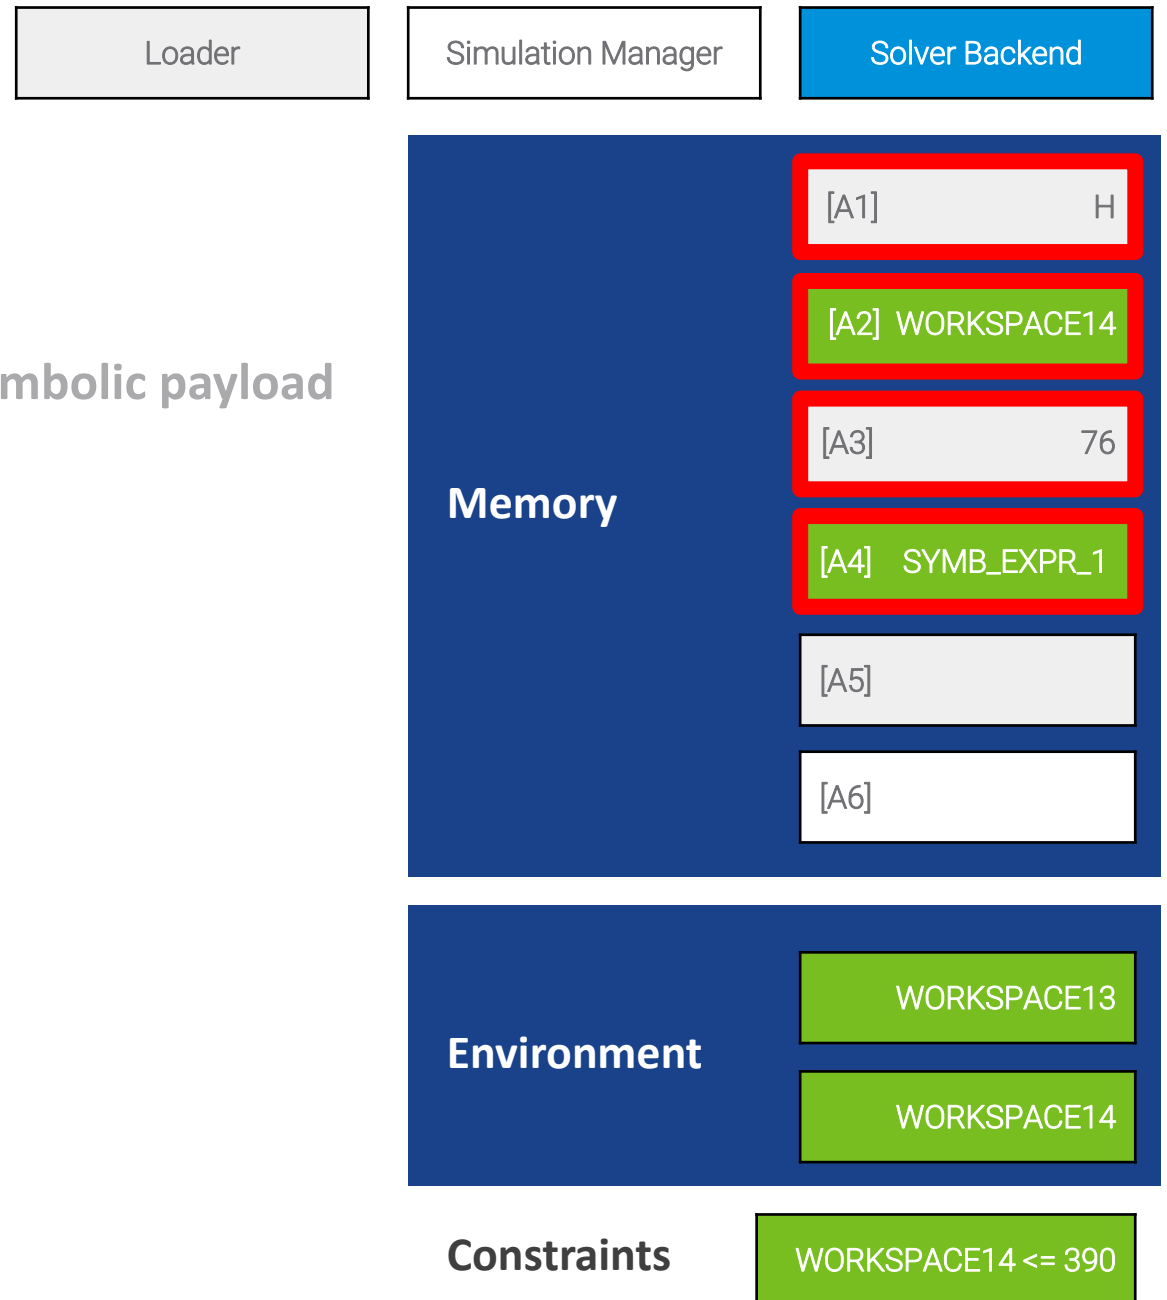 Loader
Simulation Manager
Solver Backend
[A1] H
[A2] WORKSPACE14
mbolic payload
[A3] 76
Memory
[A4] SYMB_EXPR_1
[A5]
[A6]
WORKSPACE13
Environment
WORKSPACE14
Constraints
WORKSPACE14 <= 390